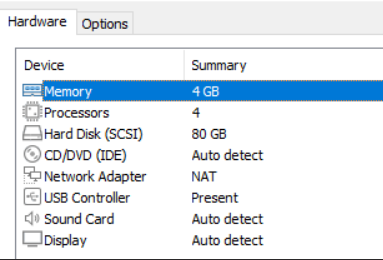 Hardware Options
Device Summary
Memory 4 GB
Processors 4
Hard Disk (SCSI) 80 GB
CD/DVD (IDE) Auto detect
Network Adapter NAT
USB Controller Present
Sound Card Auto detect
Display Auto detect